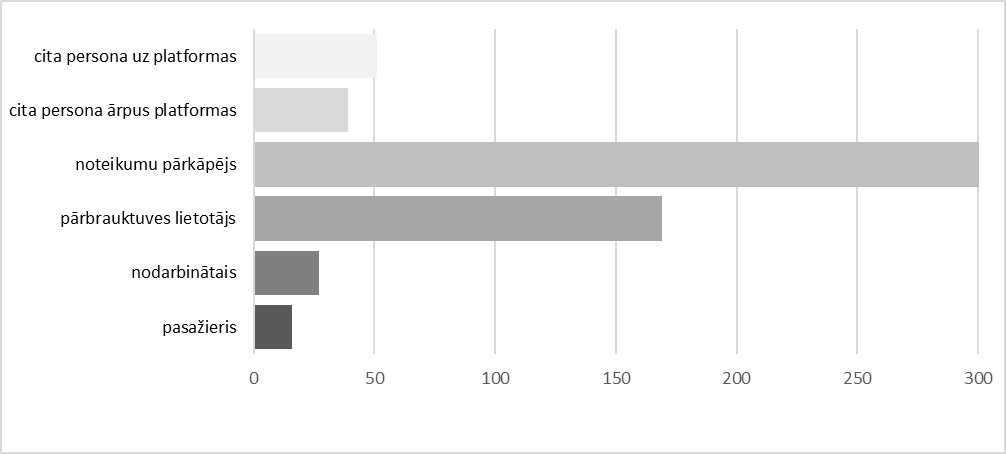 cita persona uz platformas
cita persona ārpus platformas
noteikumu pārkāpējs
pārbrauktuves lietotājs
nodarbinātais
pasažieris
0 50 100 150 200 250 300